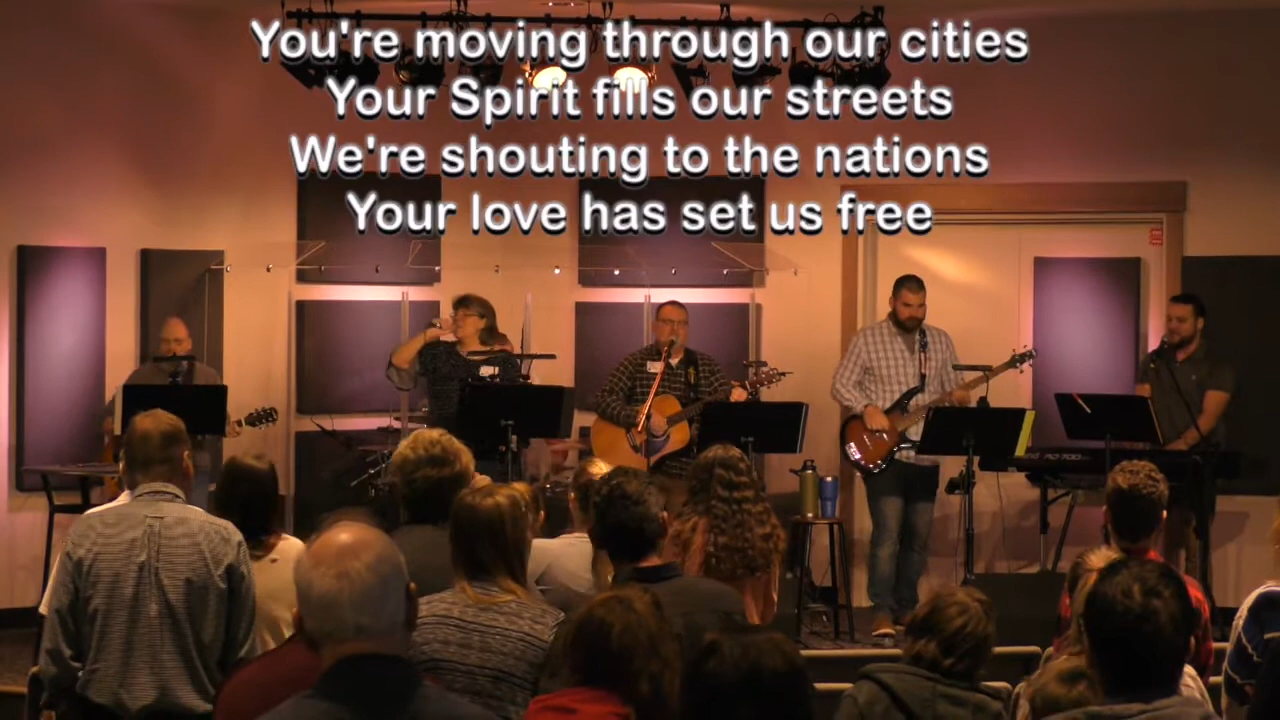 You're moving through our cities
Your Spirit fills our streets
We're shouting to the nations
Your love has set us free